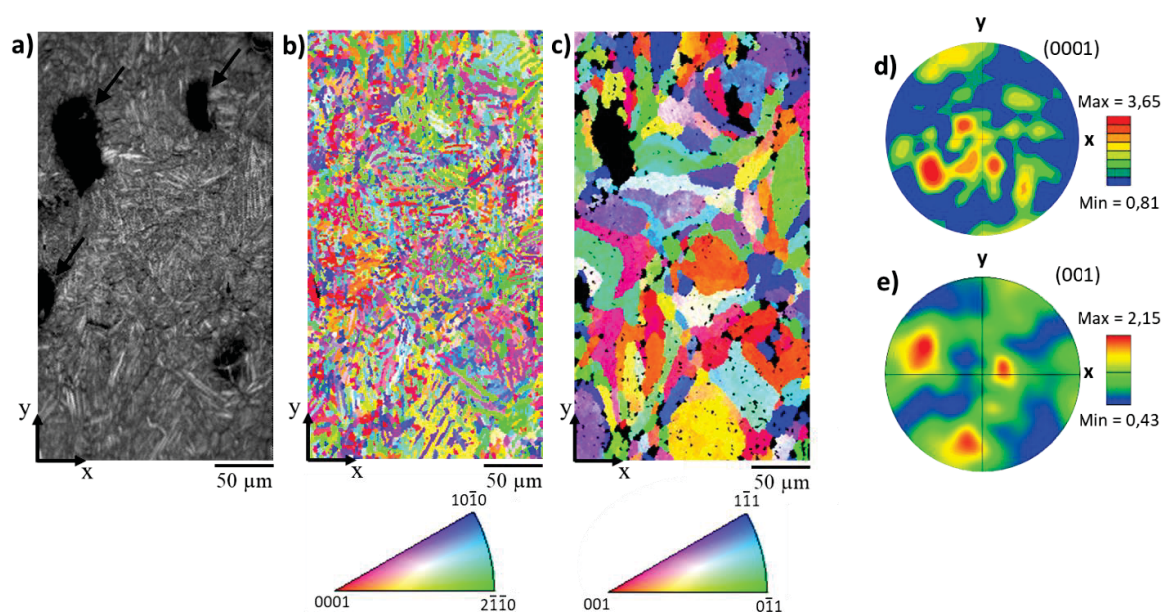 a)
b)
c)
d)
y
(0001)
Max = 3,65
x
Min = 0,81
e)
y
(001)
Max = 2,15
x
Min = 0,43
y
x
50 µm
y
x
50 µm
y
x
50 µm
101̅0
0001
21̅1̅0
11̅1
001
01̅1